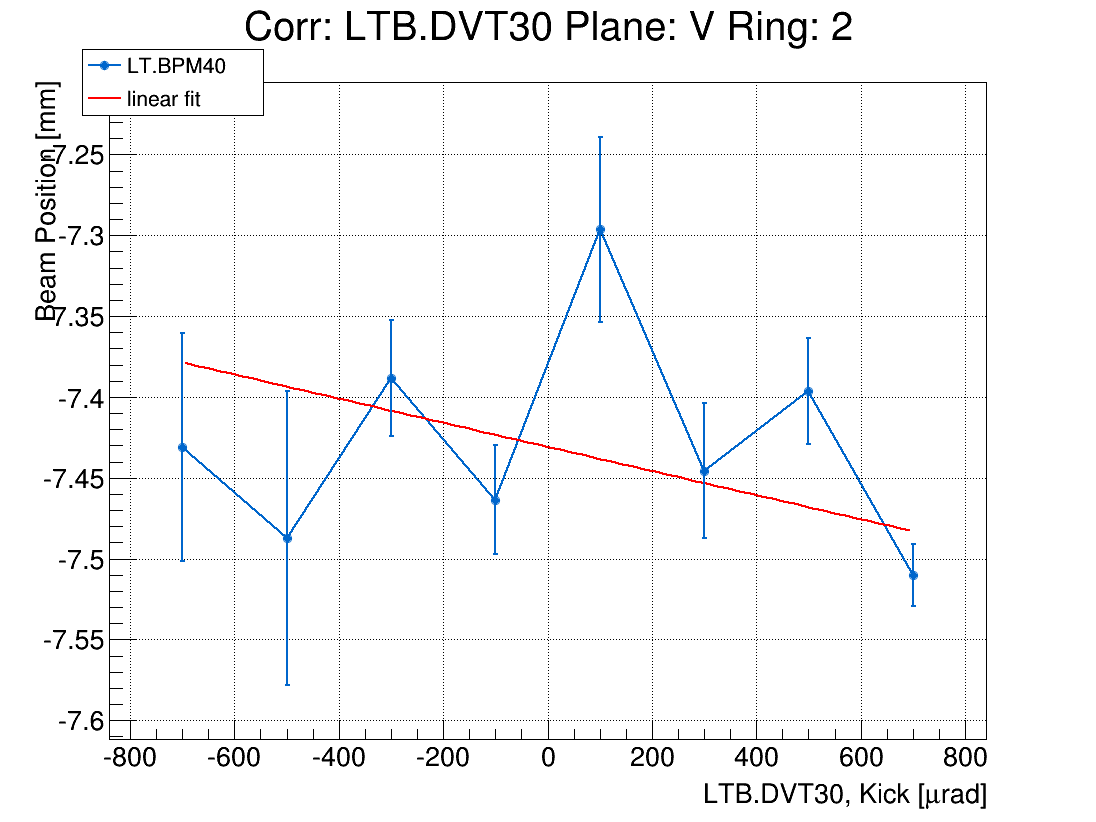 Corr: LTB.DVT30 Plane: V Ring: 2
LT.BPM40
linear fit
Beam Position [mm]
-7.25
-7.3
-7.35
-7.4
-7.45
-7.5
-7.55
-7.6
-800 -600 -400 -200 0 200 400 600 800
LTB.DVT30, Kick [μrad]